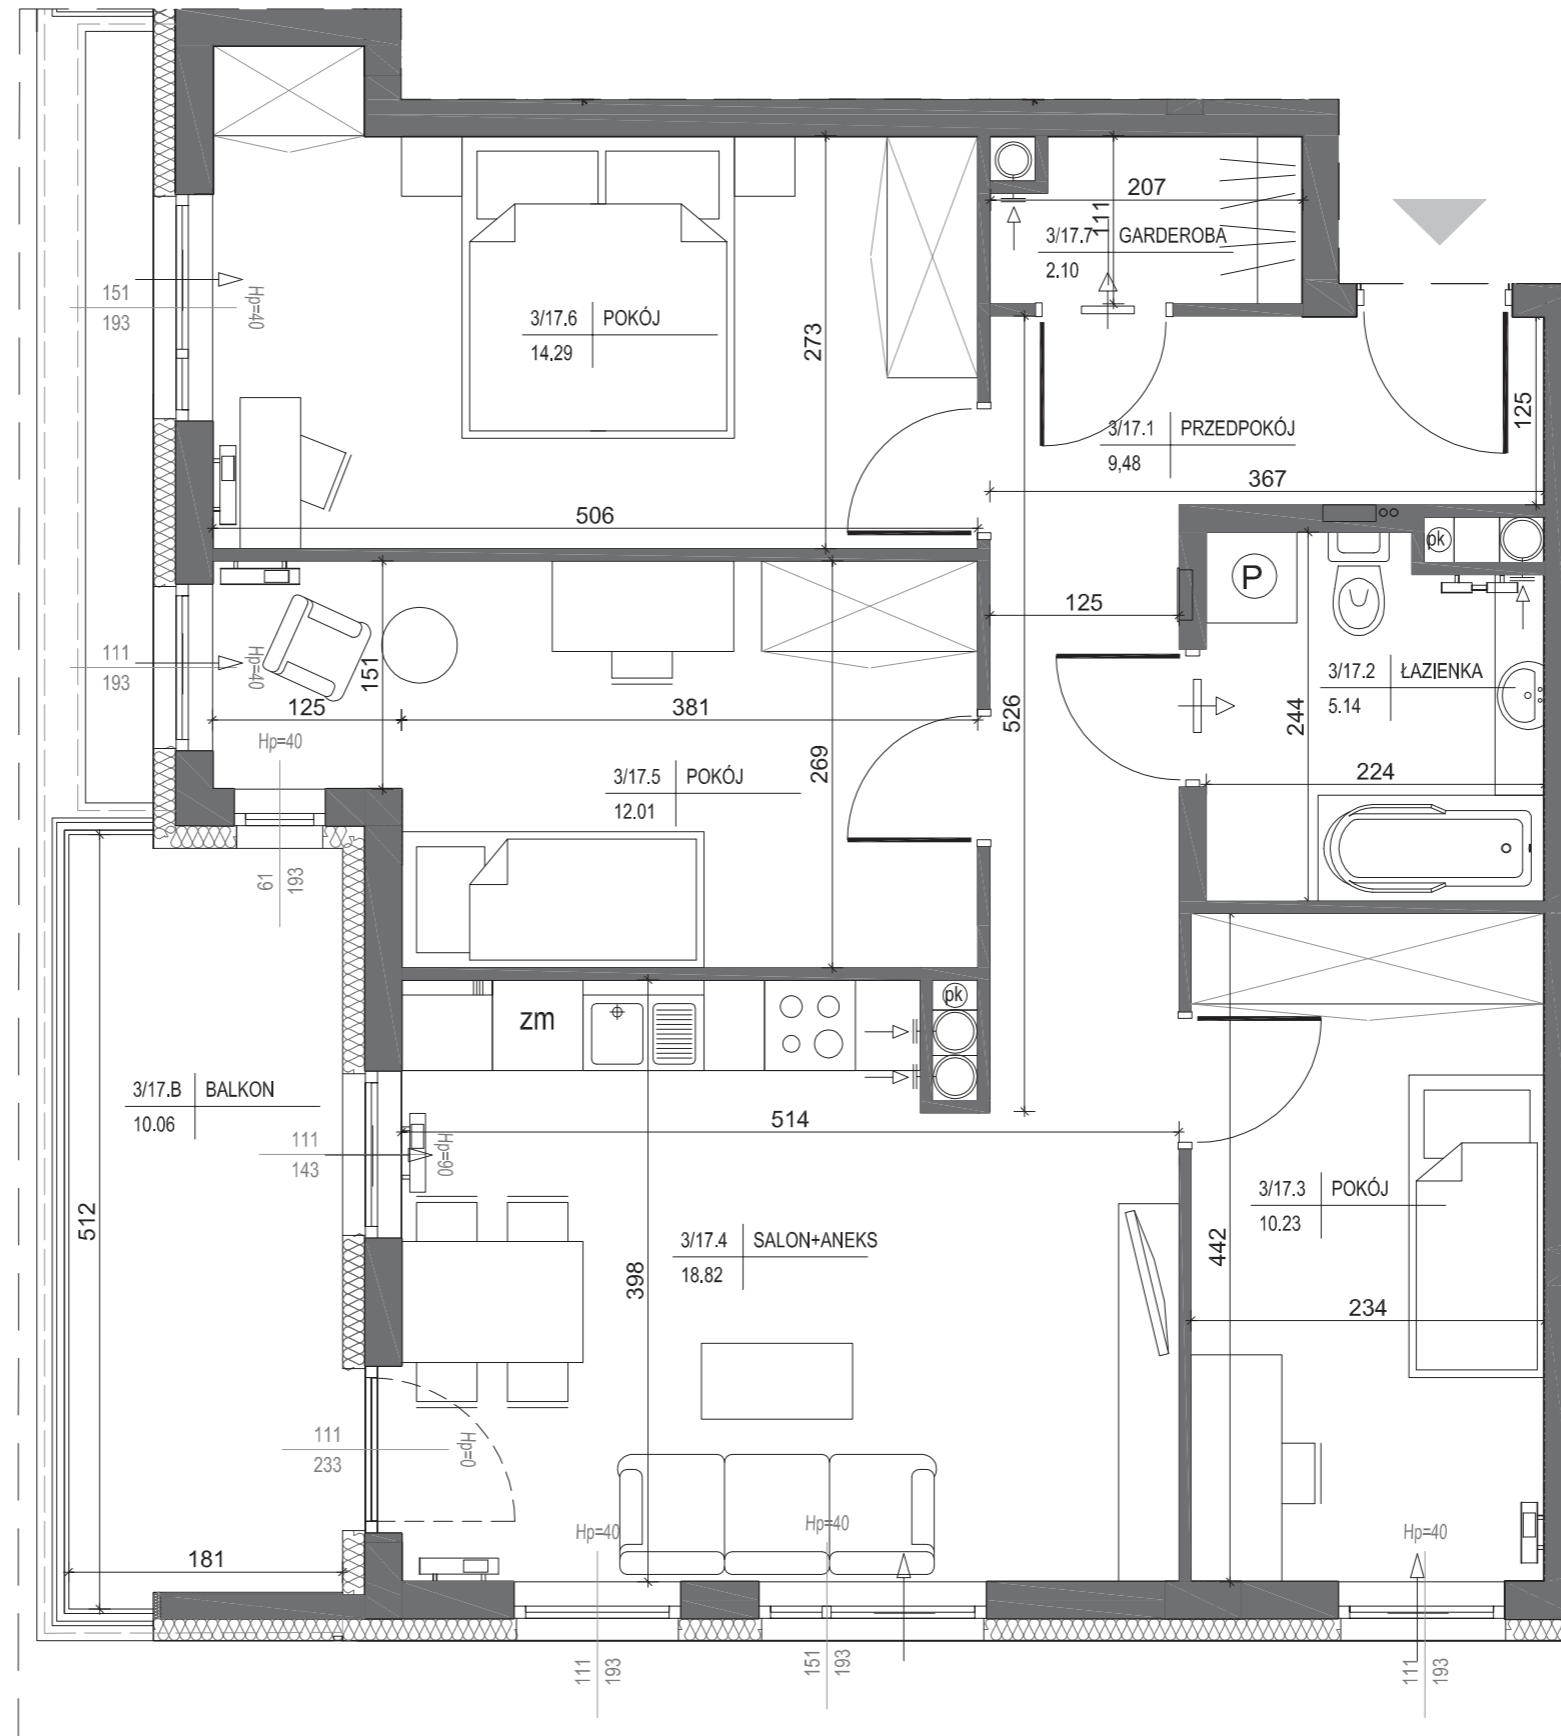 207
111
3/17.7 GARDEROBA
2.10
151
193
Hp=40
3/17.6 POKÓJ
14,29
273
125
3/17.1 PRZEDPOKÓJ
9,48
367
506
pk
P
125
111
193
Hp=40
151
125
381
Hp=40
526
3/17.2 ŁAZIENKA
5.14
244
224
269
3/17.5 POKÓJ
12.01
61
193
zm
pk
3/17.B BALKON
10.06
514
111
143
Hp=90
3/17.3 POKÓJ
10.23
512
3/17.4 SALON+ANEKS
18.82
398
442
234
111
233
Hp=0
181
Hp=40
Hp=40
Hp=40
111
193
151
193
111
193